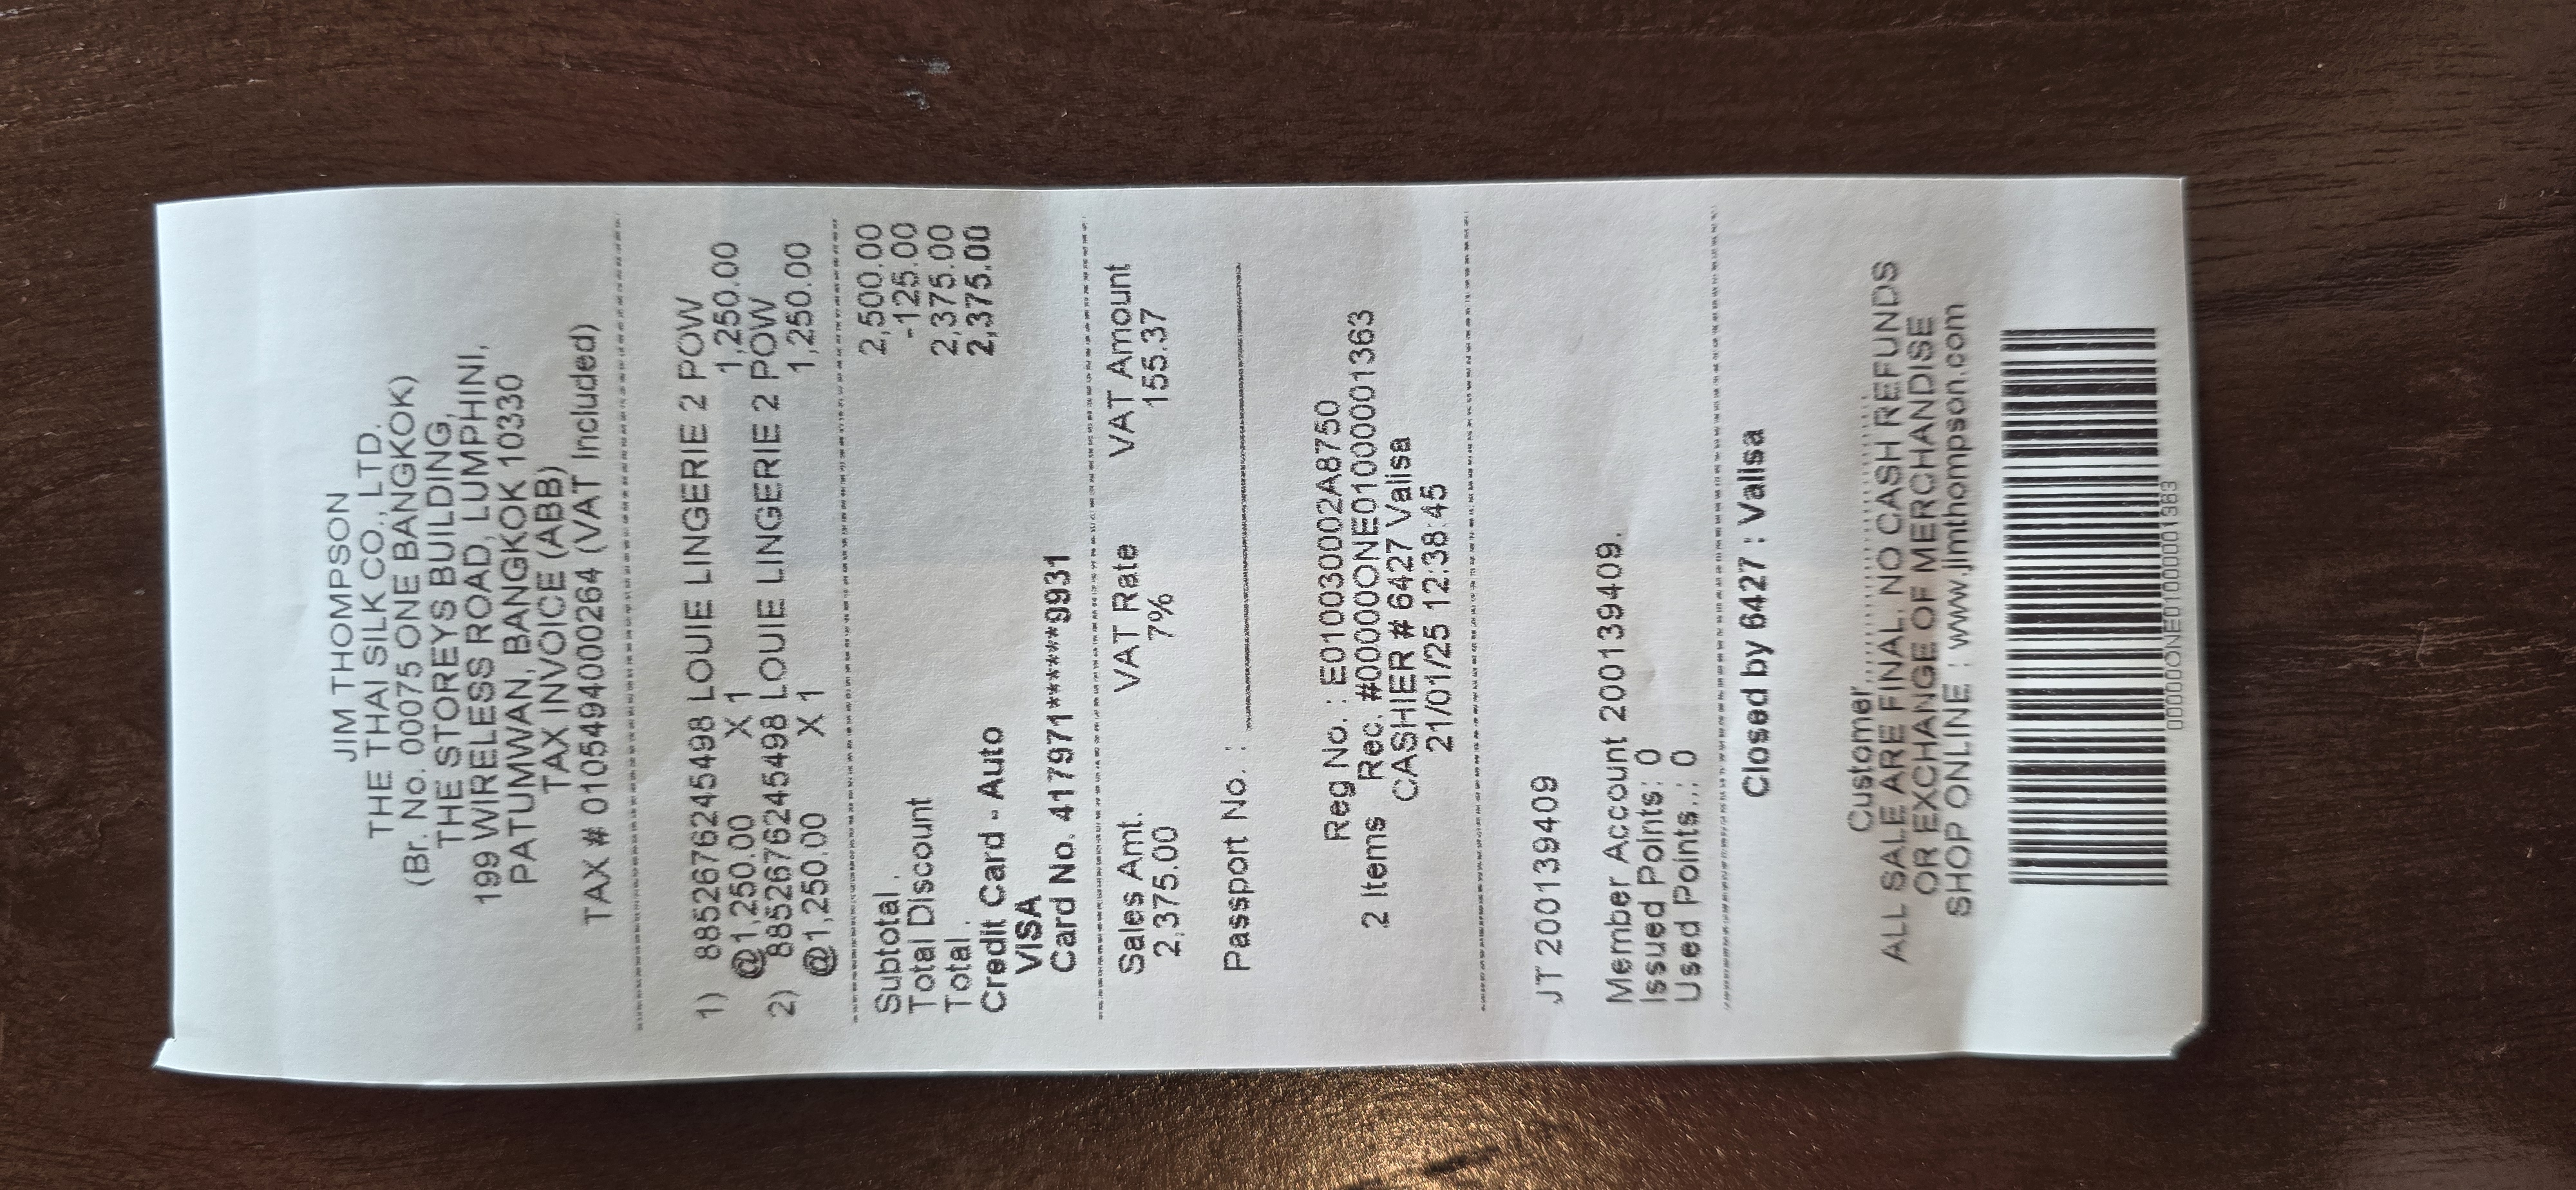 JIM THOMPSON
THE THAI SILK CO., LTD.
(Br. No. 00075 ONE BANGKOK)
THE STOREYS BUILDING,
199 WIRELESS ROAD, LUMPHINI,
PATUMWAN, BANGKOK 10330
TAX INVOICE (ABB)
TAX # 0105494000264 (VAT Included)
1) 8852676245498 LOUIE LINGERIE 2 POW
@1,250.00 X 1 1,250.00
2) 8852676245498 LOUIE LINGERIE 2 POW
@1,250.00 X 1 1,250.00
Subtotal . 2,500.00
Total Discount -125.00
Total . 2,375.00
Credit Card - Auto 2,375.00
VISA
Card No. 417971******9931
Sales Amt. VAT Rate VAT Amount
2,375.00 7% 155.37
Passport No. :
Reg No. : E010030002A8750
2 Items Rec. #00000ONE01000001363
CASHIER # 6427 Valisa
21/01/25 12:38:45
JT 200139409
Member Account 200139409.
Issued Points: 0
Used Points..: 0
Closed by 6427 : Valisa
Customer................................
ALL SALE ARE FINAL. NO CASH REFUNDS
OR EXCHANGE OF MERCHANDISE
SHOP ONLINE : www.jimthompson.com
00000ONE01000001363